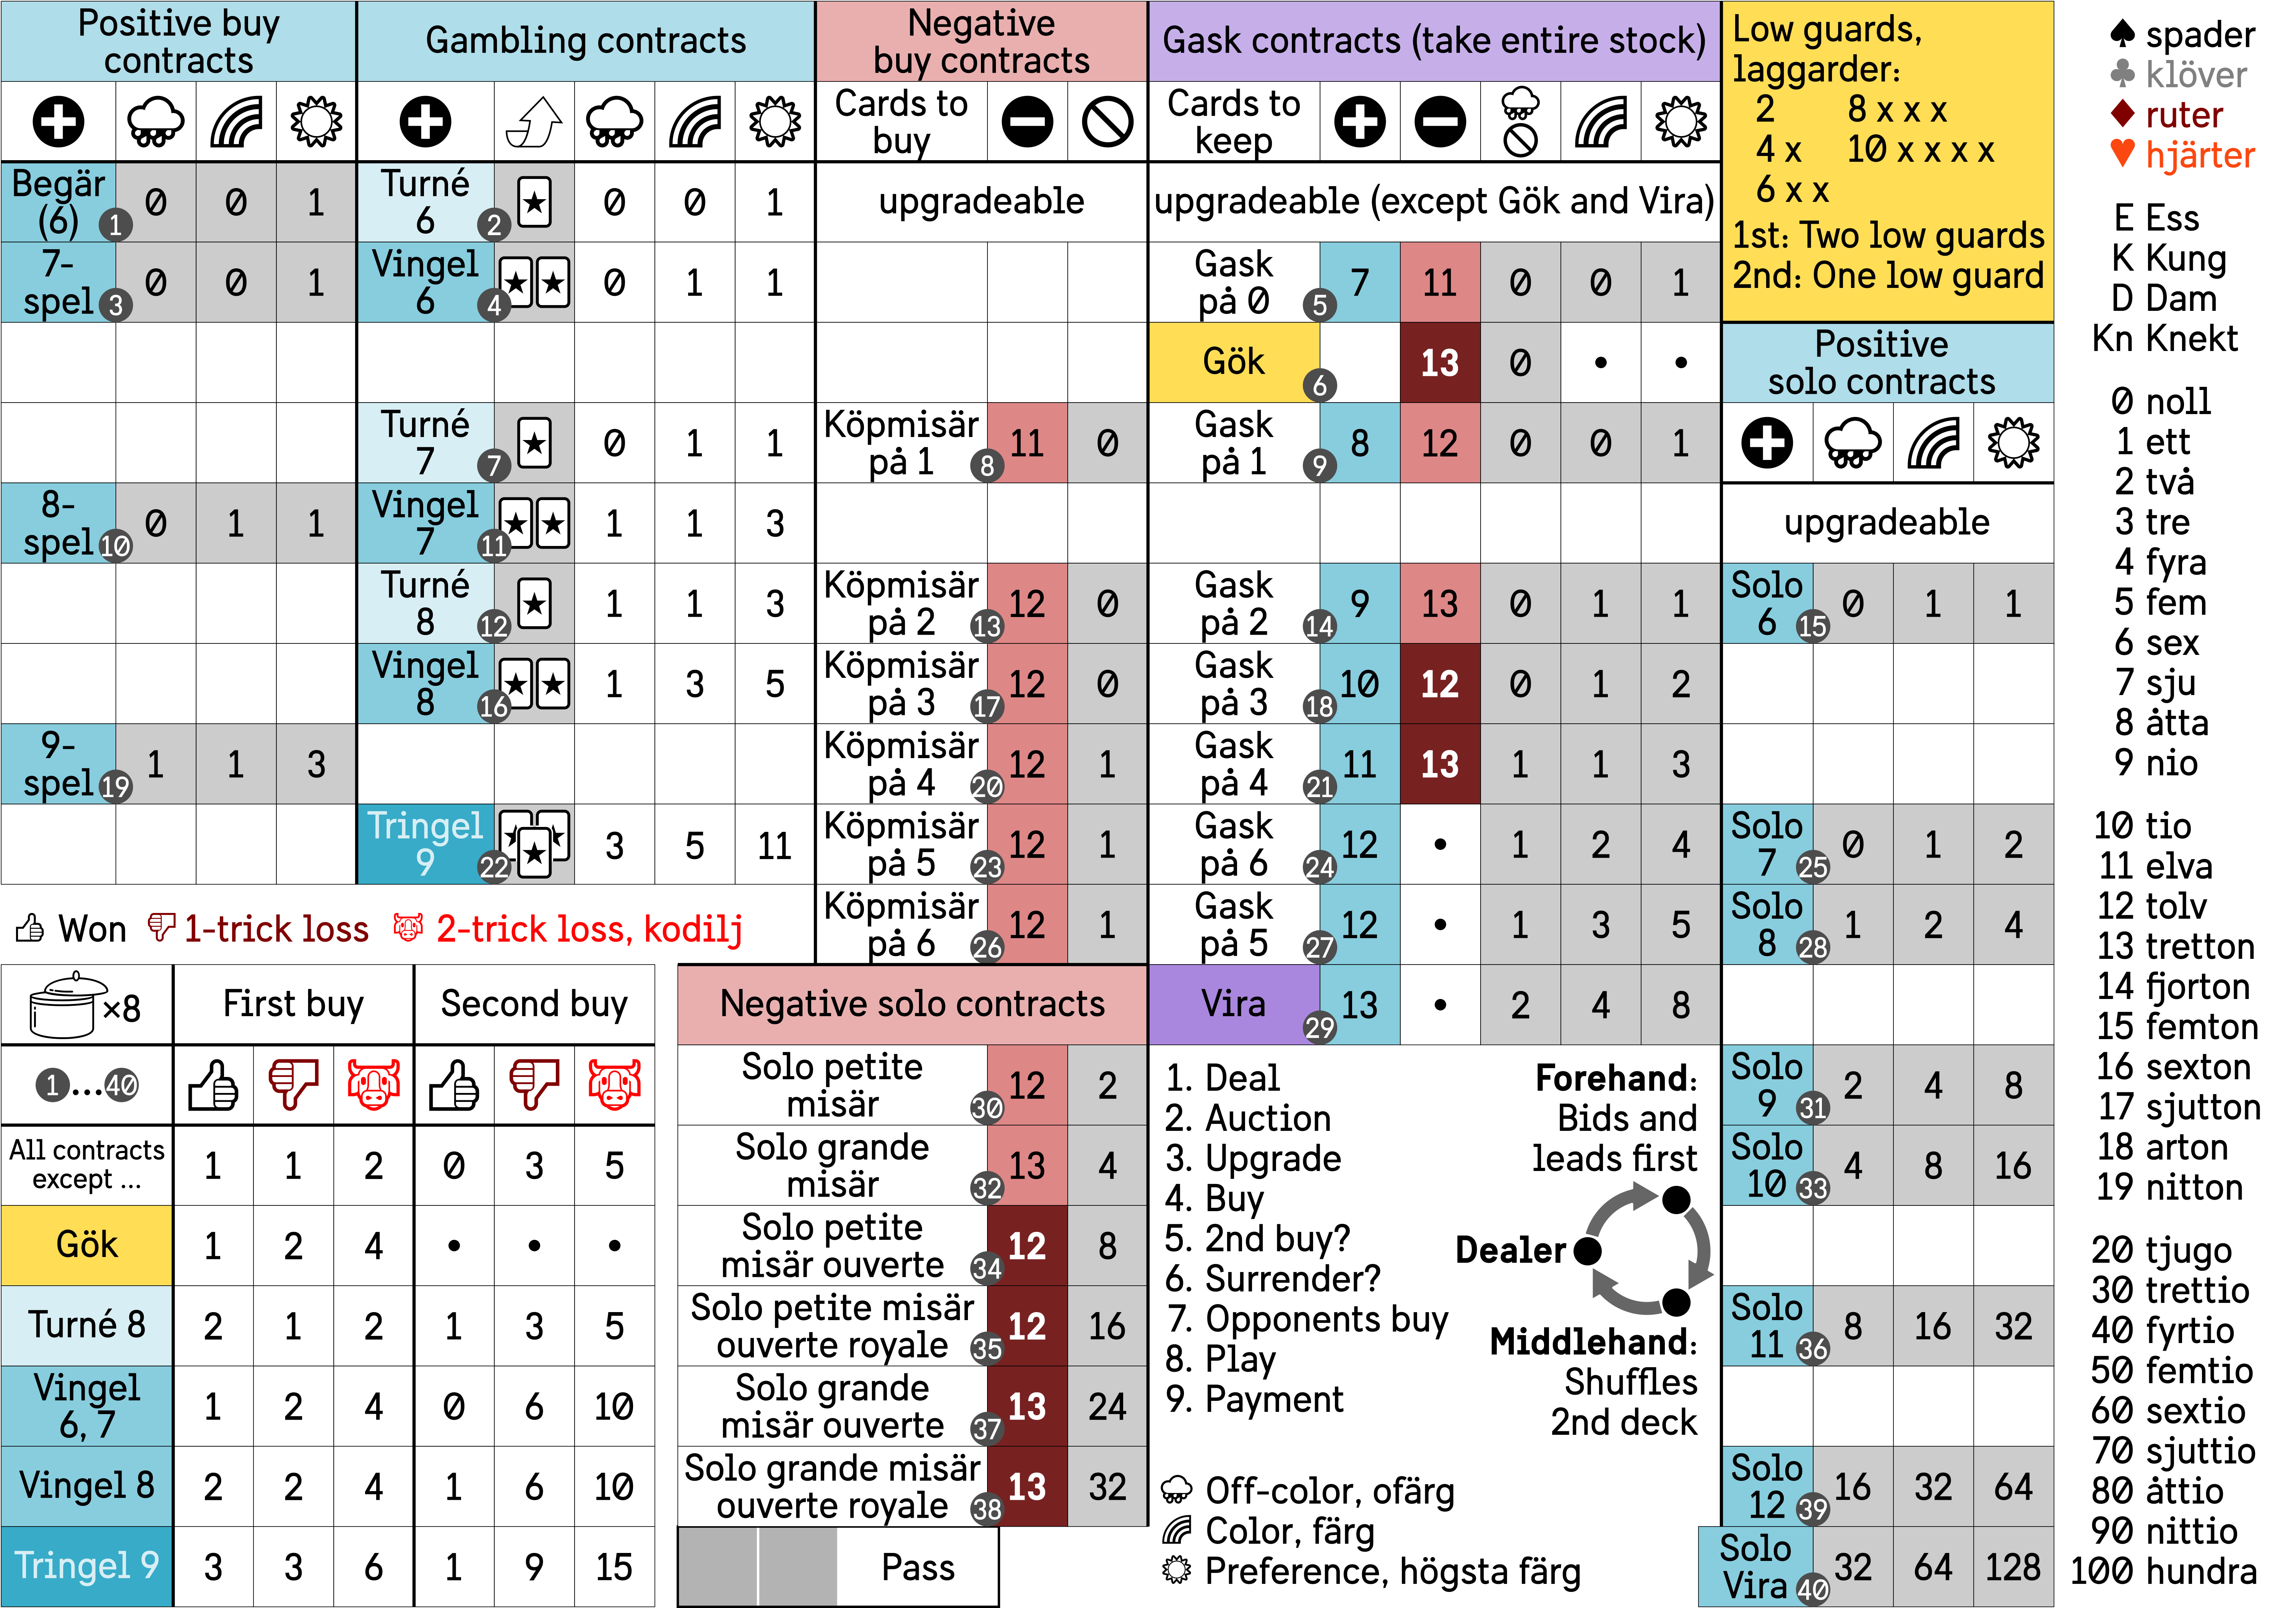 Positive buy
contracts
Begär
(6) 1 0 0 1
7-
spel 3 0 0 1
8-
spel 10 0 1 1
9-
spel 19 1 1 3
Gambling contracts
Turné
6 2 0 0 1
Vingel
6 4 0 1 1
Turné
7 7 0 1 1
Vingel
7 11 1 1 3
Turné
8 12 1 1 3
Vingel
8 16 1 3 5
Tringel
9 22 3 5 11
Negative
buy contracts
Cards to
buy
upgradeable
Köpmisär
på 1 8 11 0
Köpmisär
på 2 13 12 0
Köpmisär
på 3 17 12 0
Köpmisär
på 4 20 12 1
Köpmisär
på 5 23 12 1
Köpmisär
på 6 26 12 1
Gask contracts (take entire stock)
Cards to
keep
upgradeable (except Gök and Vira)
Gask
på 0 5 7 11 0 0 1
Gök 6 13 0 • •
Gask
på 1 9 8 12 0 0 1
Gask
på 2 14 9 13 0 1 1
Gask
på 3 18 10 12 0 1 2
Gask
på 4 21 11 13 1 1 3
Gask
på 6 24 12 • 1 2 4
Gask
på 5 27 12 • 1 3 5
Vira 29 13 • 2 4 8
Low guards,
laggarder:
2 8 x x x
4 x 10 x x x x
6 x x
1st: Two low guards
2nd: One low guard
Positive
solo contracts
upgradeable
Solo
6 15 0 1 1
Solo
7 25 0 1 2
Solo
8 28 1 2 4
Solo
9 31 2 4 8
Solo
10 33 4 8 16
Solo
11 36 8 16 32
Solo
12 39 16 32 64
Solo
Vira 40 32 64 128
Won 1-trick loss 2-trick loss, kodilj
×8 First buy Second buy
1...40
All contracts
except ... 1 1 2 0 3 5
Gök 1 2 4 • • •
Turné 8 2 1 2 1 3 5
Vingel
6, 7 1 2 4 0 6 10
Vingel 8 2 2 4 1 6 10
Tringel 9 3 3 6 1 9 15
Negative solo contracts
Solo petite
misär 30 12 2
Solo grande
misär 32 13 4
Solo petite
misär ouverte 34 12 8
Solo petite misär
ouverte royale 35 12 16
Solo grande
misär ouverte 37 13 24
Solo grande misär
ouverte royale 38 13 32
Pass
1. Deal
2. Auction
3. Upgrade
4. Buy
5. 2nd buy?
6. Surrender?
7. Opponents buy
8. Play
9. Payment
Forehand:
Bids and
leads first
Dealer
Middlehand:
Shuffles
2nd deck
Off-color, ofärg
Color, färg
Preference, högsta färg
♠ spader
♣ klöver
♦ ruter
♥ hjärter
E Ess
K Kung
D Dam
Kn Knekt
0 noll
1 ett
2 två
3 tre
4 fyra
5 fem
6 sex
7 sju
8 åtta
9 nio
10 tio
11 elva
12 tolv
13 tretton
14 fjorton
15 femton
16 sexton
17 sjutton
18 arton
19 nitton
20 tjugo
30 trettio
40 fyrtio
50 femtio
60 sextio
70 sjuttio
80 åttio
90 nittio
100 hundra